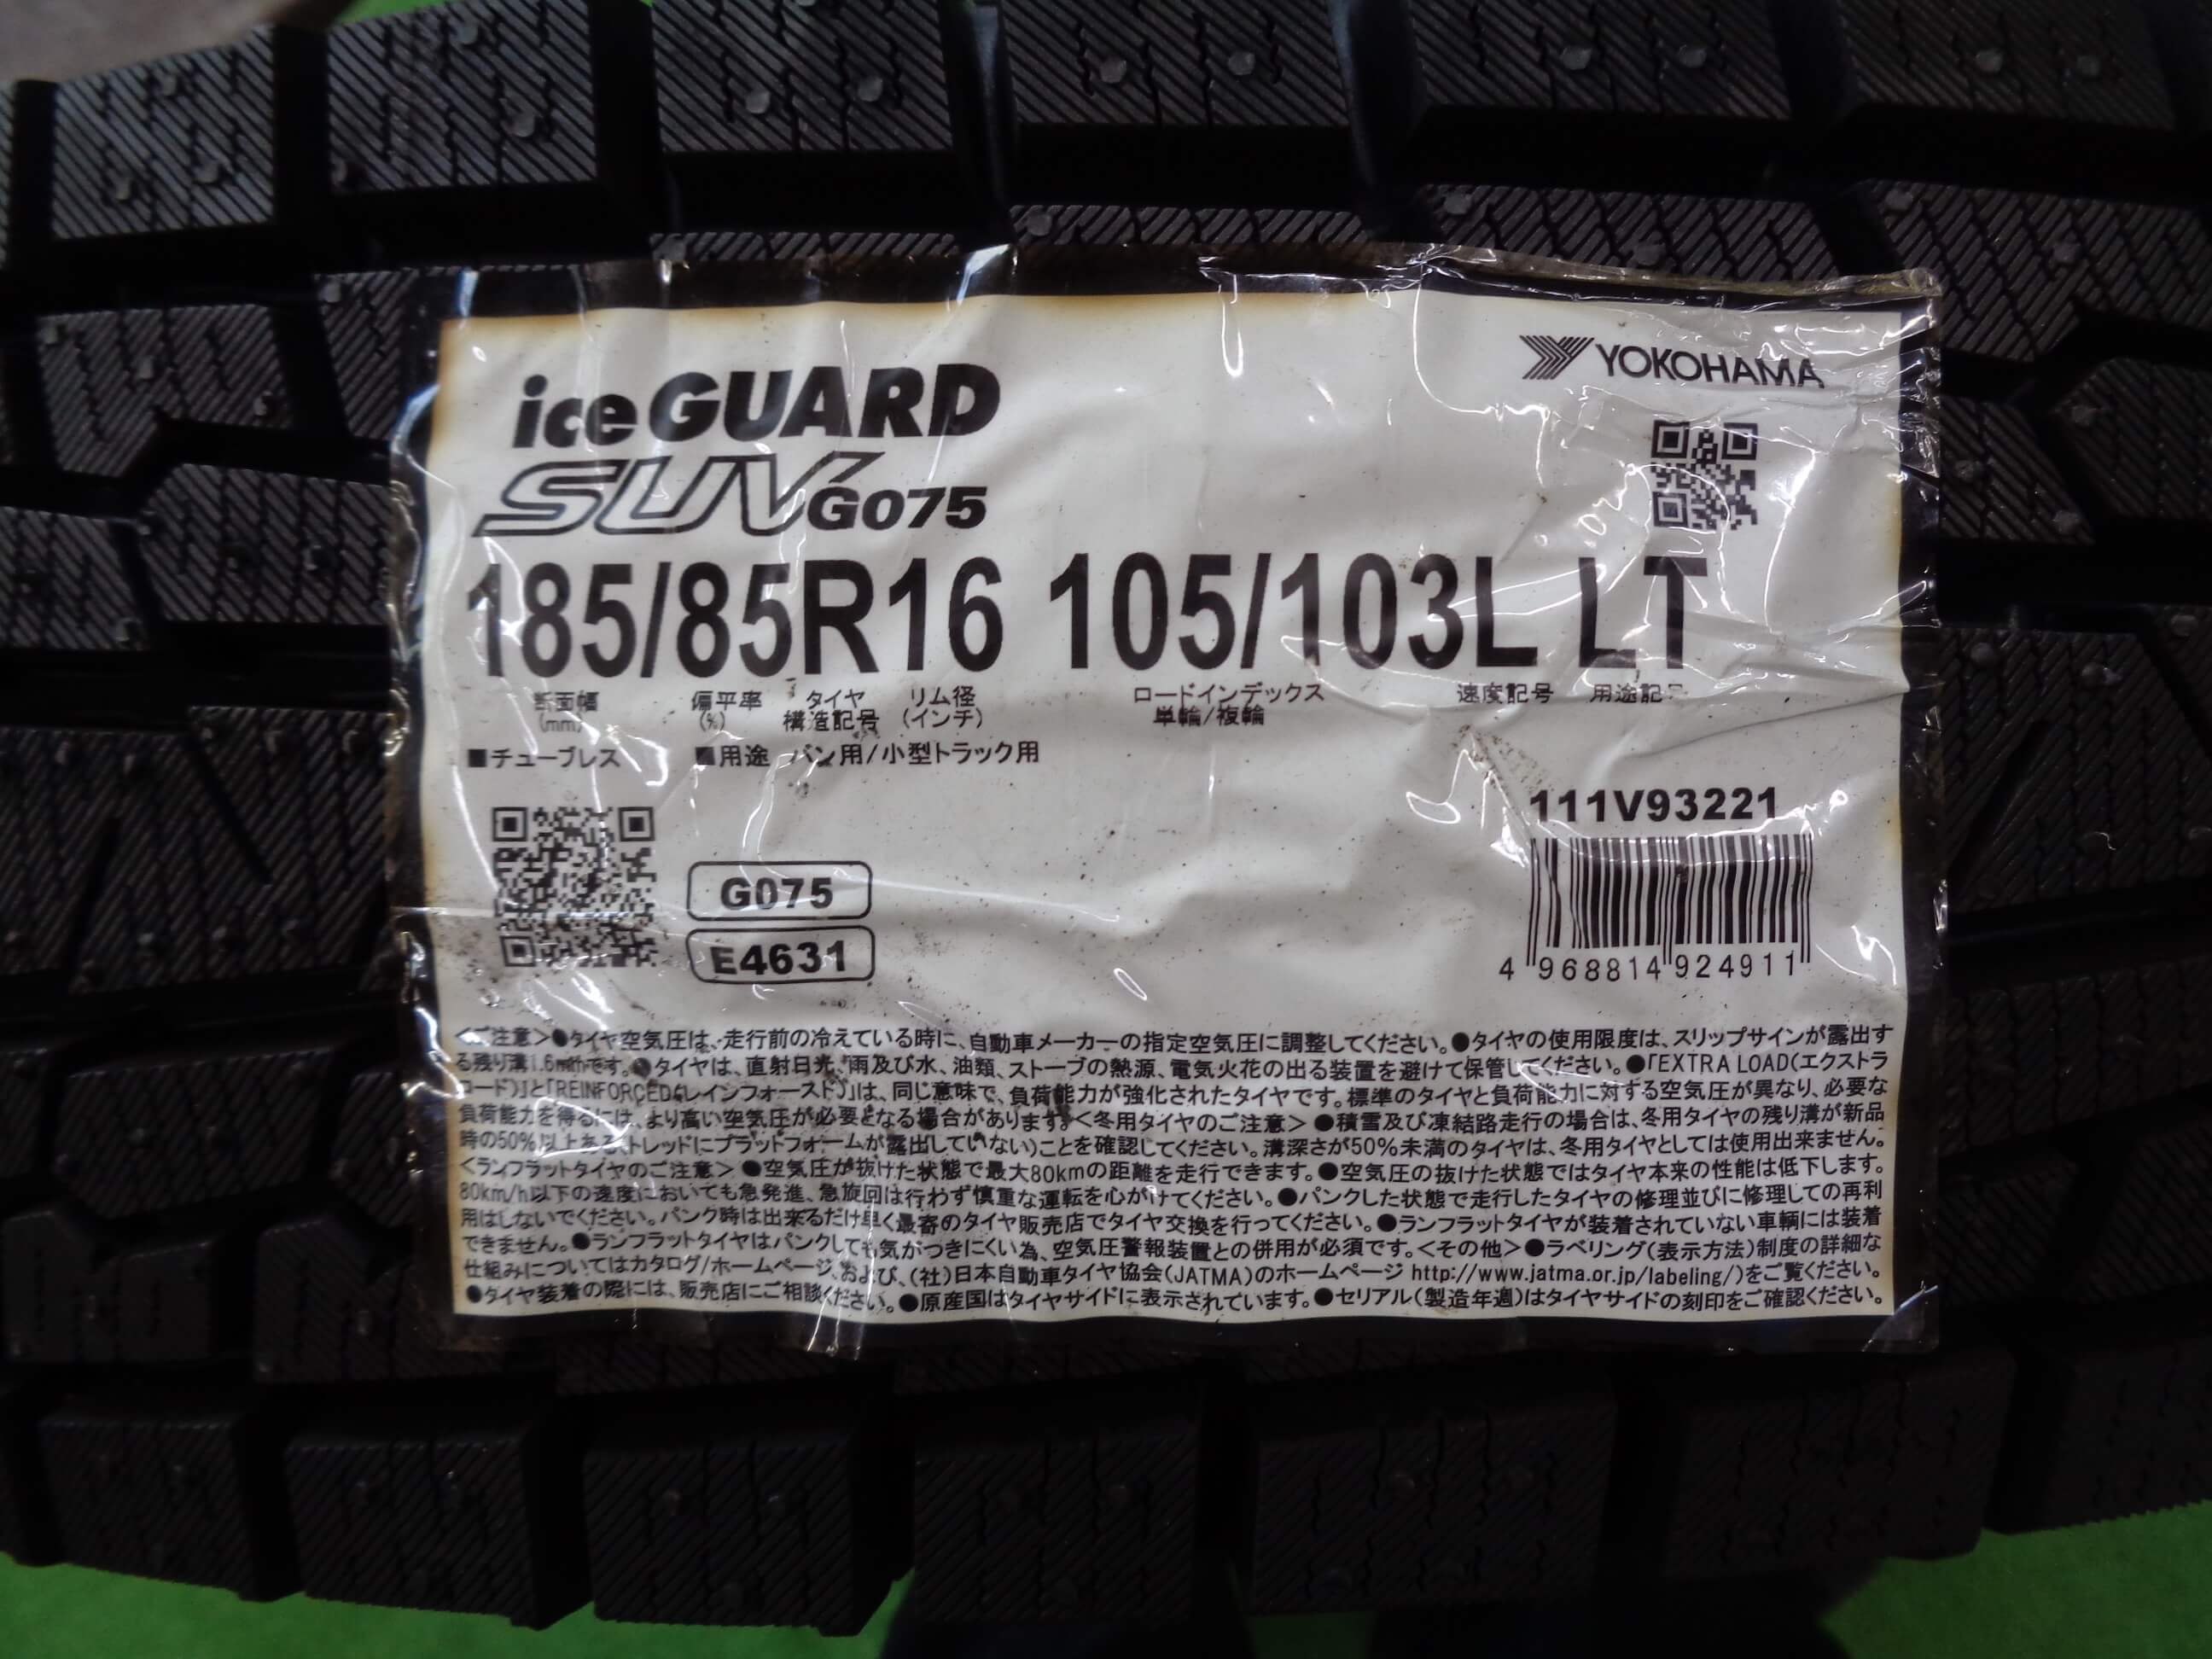 iceGUARD
YOKOHAMA
SUV G075
185/85R16 105/103L LT
断面幅 偏平率 タイヤ リム径 ロードインデックス 速度記号 用途記号
(mm) (%) 構造記号 (インチ) 単輪/複輪
■チューブレス ■用途 バン用/小型トラック用
111V93221
G075
E4631
4 968814 924911
<ご注意>●タイヤ空気圧は、走行前の冷えている時に、自動車メーカーの指定空気圧に調整してください。●タイヤの使用限度は、スリップサインが露出す
る残り溝1.6mmです。●タイヤは、直射日光、雨及び水、油類、ストーブの熱源、電気火花の出る装置を避けて保管してください。●「EXTRA LOAD(エクストラ
ロード)」と「REINFORCED(レインフォースド)」は、同じ意味で、負荷能力が強化されたタイヤです。標準のタイヤと負荷能力に対する空気圧が異なり、必要な
負荷能力を得るには、より高い空気圧が必要となる場合があります。<冬用タイヤのご注意>●積雪及び凍結路走行の場合は、冬用タイヤの残り溝が新品
時の50%以上ある(トレッドにプラットフォームが露出していない)ことを確認してください。溝深さが50%未満のタイヤは、冬用タイヤとしては使用出来ません。
<ランフラットタイヤのご注意>●空気圧が抜けた状態で最大80kmの距離を走行できます。●空気圧の抜けた状態ではタイヤ本来の性能は低下します。
80km/h以下の速度においても急発進、急旋回は行わず慎重な運転を心がけてください。●パンクした状態で走行したタイヤの修理並びに修理しての再利
用はしないでください。パンク時は出来るだけ早く最寄のタイヤ販売店でタイヤ交換を行ってください。●ランフラットタイヤが装着されていない車輌には装着
できません。●ランフラットタイヤはパンクしても気がつきにくい為、空気圧警報装置との併用が必須です。<その他>●ラベリング(表示方法)制度の詳細な
仕組みについてはカタログ/ホームページ、および、(社)日本自動車タイヤ協会(JATMA)のホームページ http://www.jatma.or.jp/labeling/)をご覧ください。
●タイヤ装着の際には、販売店にご相談ください。●原産国はタイヤサイドに表示されています。●セリアル(製造年週)はタイヤサイドの刻印をご確認ください。